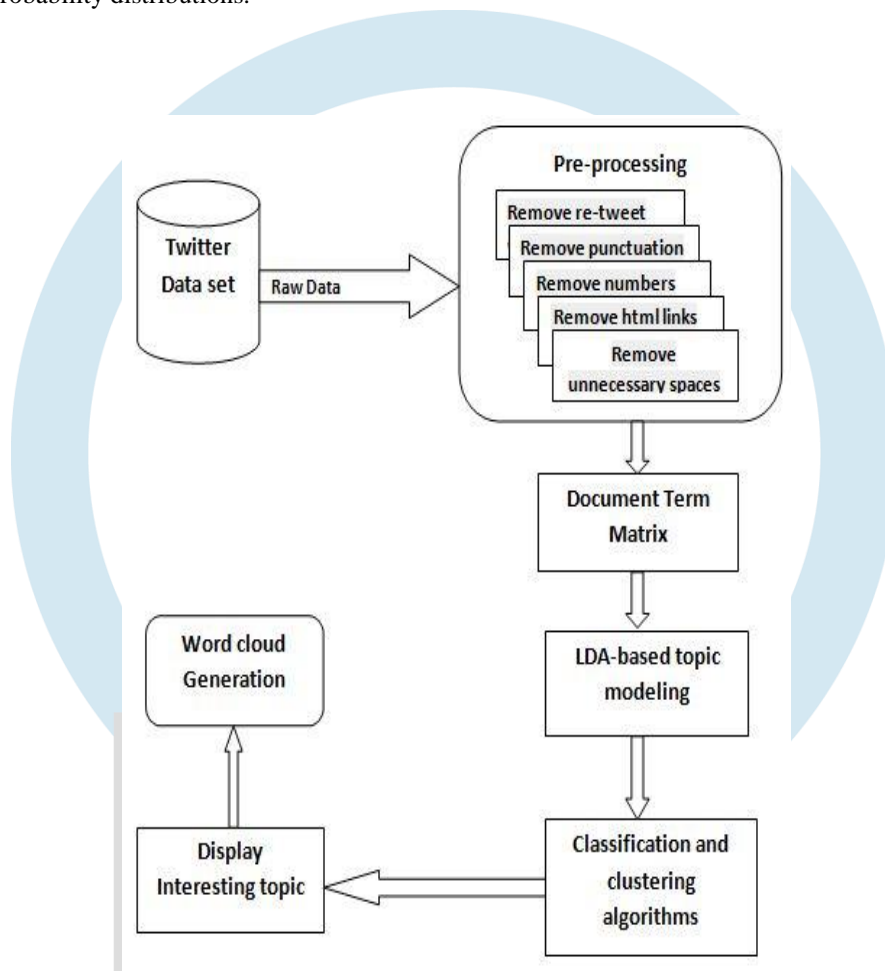 probability distributions.
Pre-processing
Remove re-tweet
Remove punctuation
Remove numbers
Remove html links
Remove
unnecessary spaces
Twitter
Data set
Raw Data
Document Term
Matrix
LDA-based topic
modeling
Classification and
clustering
algorithms
Display
Interesting topic
Word cloud
Generation